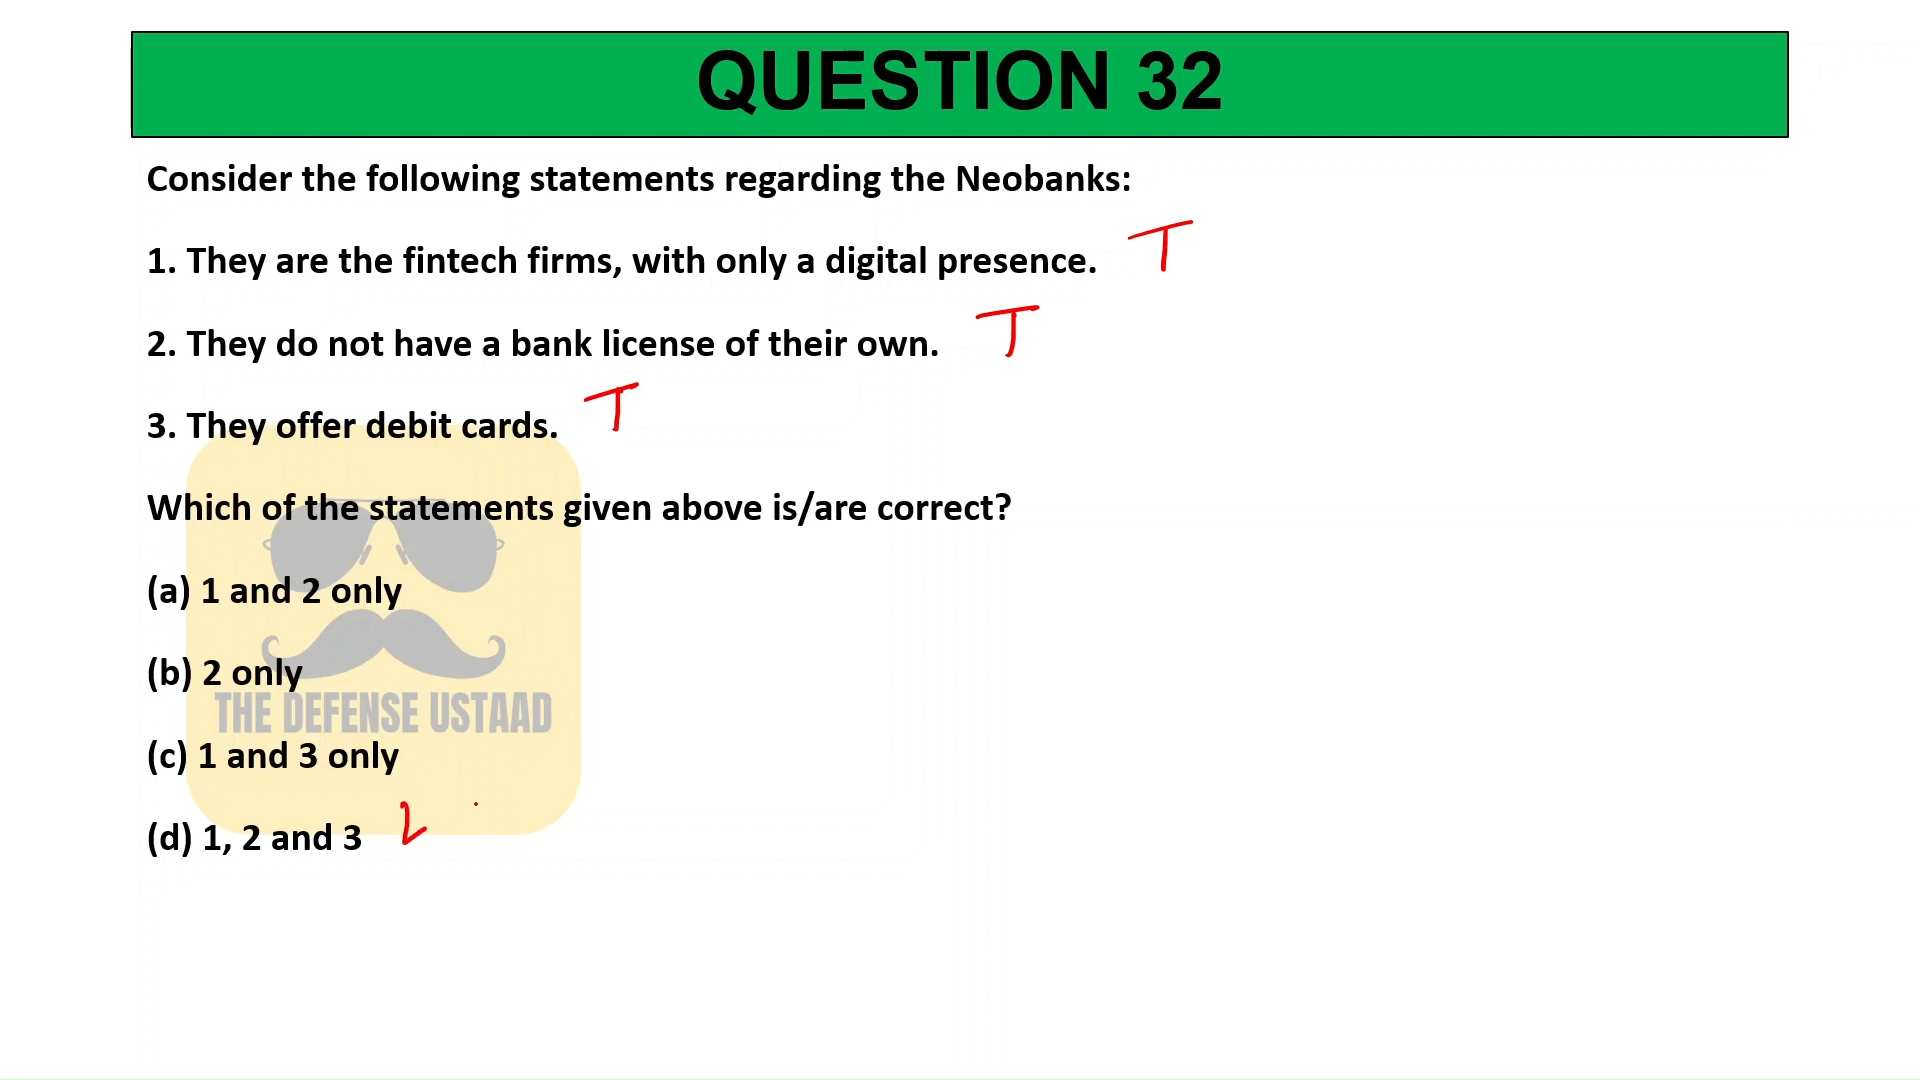 QUESTION 32
Consider the following statements regarding the Neobanks:
1. They are the fintech firms, with only a digital presence. T
2. They do not have a bank license of their own. T
3. They offer debit cards. T
Which of the statements given above is/are correct?
(a) 1 and 2 only
(b) 2 only
THE DEFENSE USTAAD
(c) 1 and 3 only
(d) 1, 2 and 3